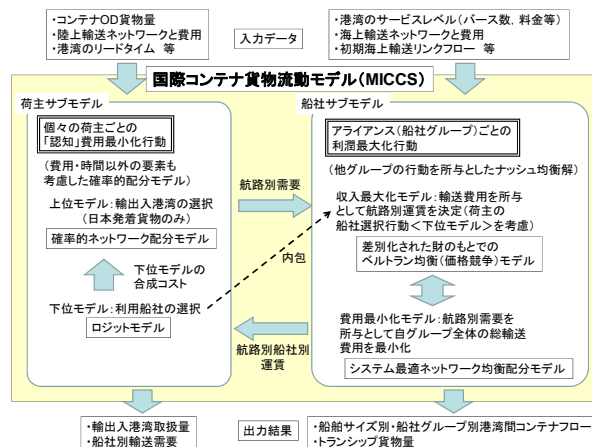 ・コンテナOD貨物量
・陸上輸送ネットワークと費用
・港湾のリードタイム 等
入力データ
・港湾のサービスレベル(バース数,料金等)
・海上輸送ネットワークと費用
・初期海上輸送リンクフロー 等
国際コンテナ貨物流動モデル(MICCS)
荷主サブモデル
個々の荷主ごとの
「認知」費用最小化行動
(費用・時間以外の要素も
考慮した確率的配分モデル)
上位モデル:輸出入港湾の選択
(日本発着貨物のみ)
確率的ネットワーク配分モデル
下位モデルの
合成コスト
下位モデル:利用船社の選択
ロジットモデル
航路別需要
内包
航路別船社別
運賃
船社サブモデル
アライアンス(船社グループ)ごとの
利潤最大化行動
(他グループの行動を所与としたナッシュ均衡解)
収入最大化モデル:輸送費用を所与
として航路別運賃を決定(荷主の
船社選択行動<下位モデル>を考慮)
差別化された財のもとでの
ベルトラン均衡(価格競争)モデル
費用最小化モデル:航路別需要を
所与として自グループ全体の総輸送
費用を最小化
システム最適ネットワーク均衡配分モデル
・輸出入港湾取扱量
・船社別輸送需要
出力結果
・船舶サイズ別・船社グループ別港湾間コンテナフロー
・トランシップ貨物量